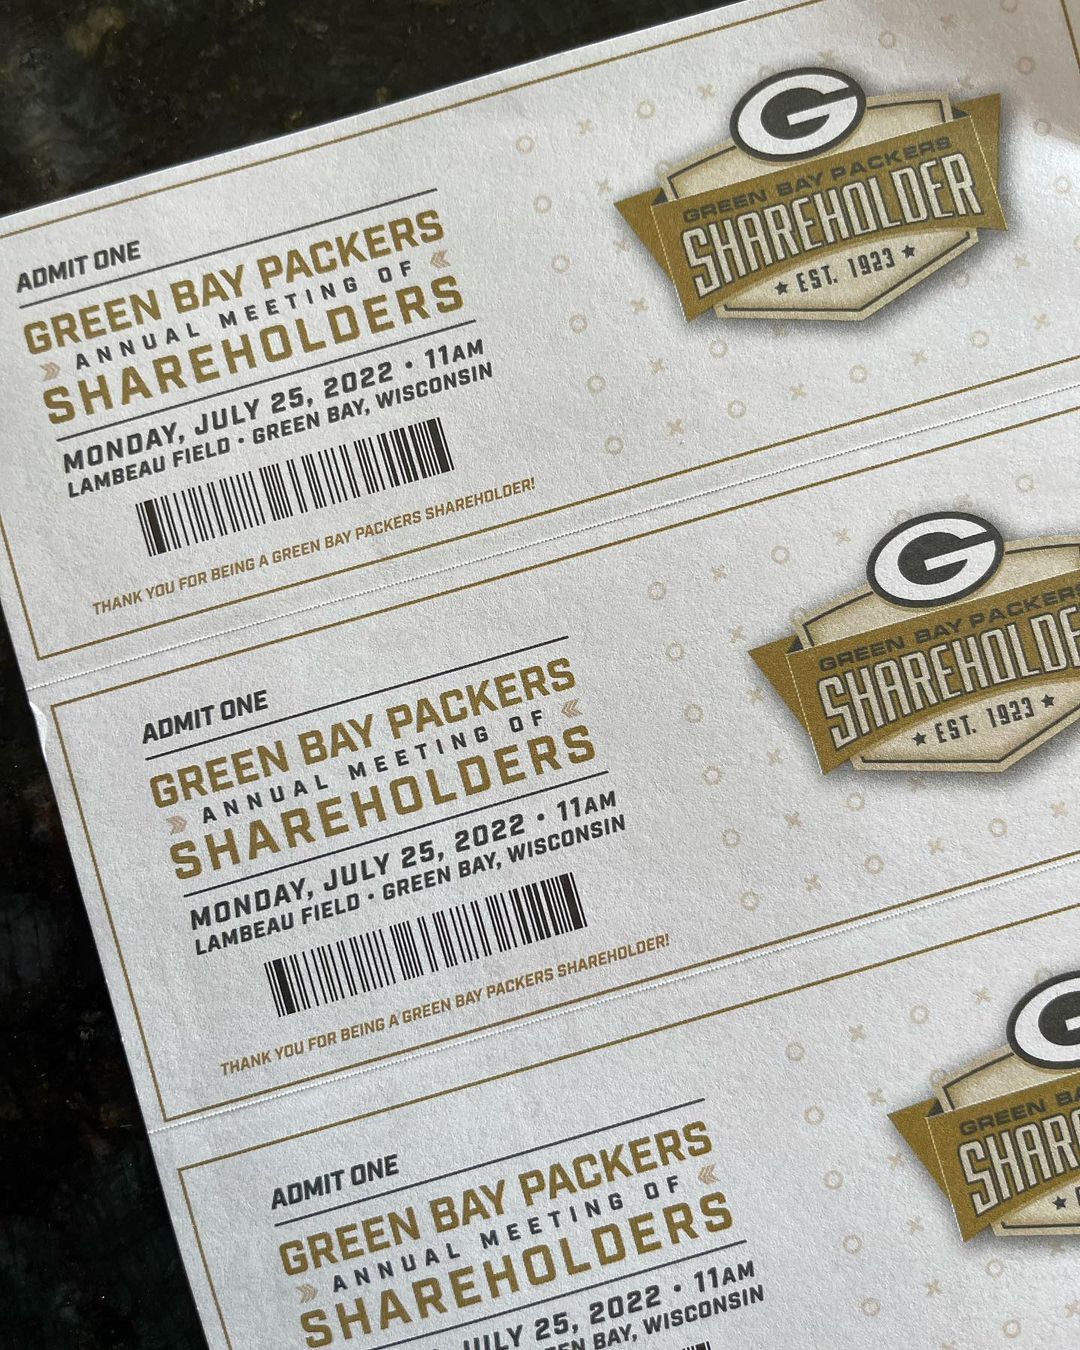 ADMIT ONE
GREEN BAY PACKERS
ANNUAL MEETING OF
SHAREHOLDERS
MONDAY, JULY 25, 2022 • 11AM
LAMBEAU FIELD • GREEN BAY, WISCONSIN
THANK YOU FOR BEING A GREEN BAY PACKERS SHAREHOLDER!
G
GREEN BAY PACKERS
SHAREHOLDER
★ EST. 1923 ★
ADMIT ONE
GREEN BAY PACKERS
ANNUAL MEETING OF
SHAREHOLDERS
MONDAY, JULY 25, 2022 • 11AM
LAMBEAU FIELD • GREEN BAY, WISCONSIN
THANK YOU FOR BEING A GREEN BAY PACKERS SHAREHOLDER!
G
GREEN BAY PACKERS
SHAREHOLDE
★ EST. 1923 ★
ADMIT ONE
GREEN BAY PACKERS
ANNUAL MEETING OF
SHAREHOLDERS
JULY 25, 2022 • 11AM
BAY, WISCONSIN
G
GREEN BA
SHARE
★